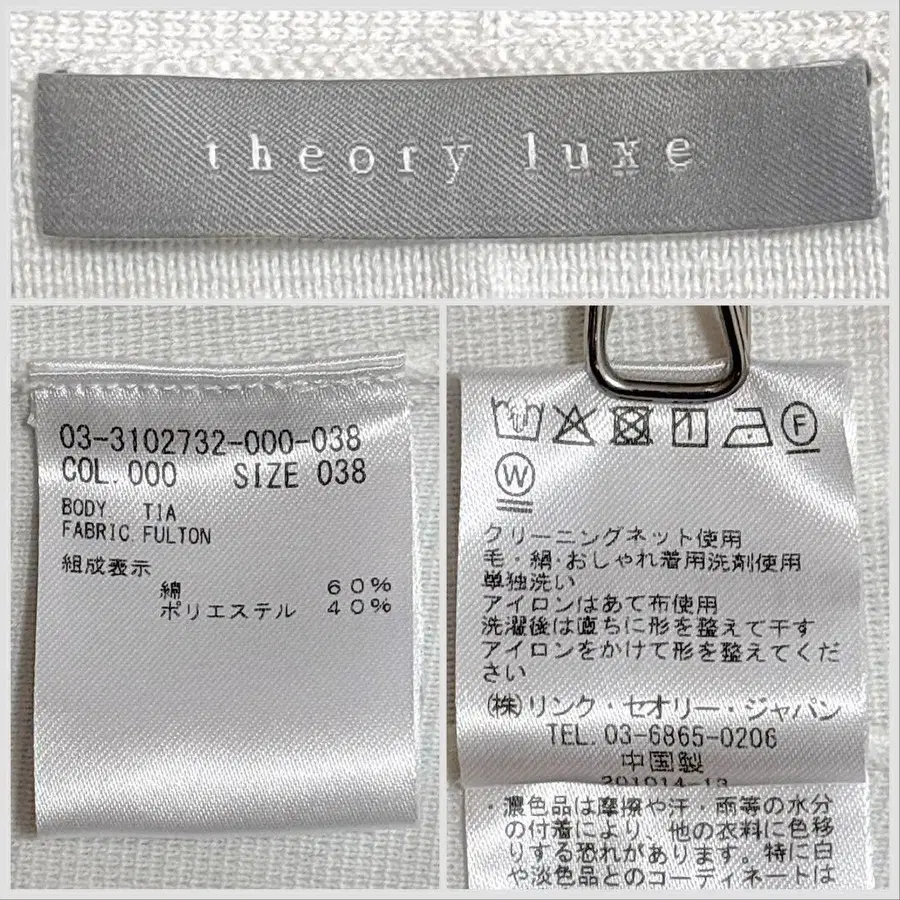 theory luxe
03-3102732-000-038
COL.000 SIZE 038
BODY TIA
FABRIC FULTON
組成表示
綿 60%
ポリエステル 40%
F
W
クリーニングネット使用
毛・絹・おしゃれ着用洗剤使用
単独洗い
アイロンはあて布使用
洗濯後は直ちに形を整えて干す
アイロンをかけて形を整えてくだ
さい
(株)リンク・セオリー・ジャパン
TEL.03-6865-0206
中国製
201014-13
・濃色品は摩擦や汗・雨等の水分
の付着により、他の衣料に色移
りする恐れがあります。特に白
や淡色品とのコーディネートは